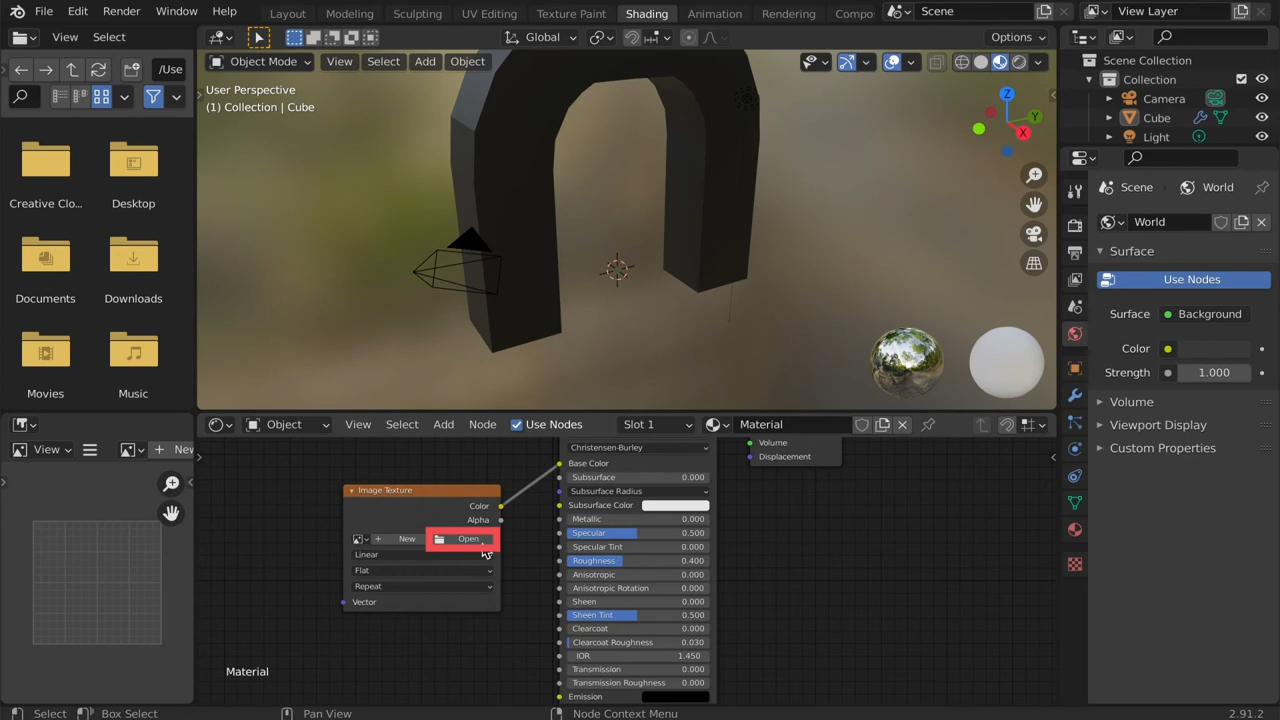 File Edit Render Window Help Layout Modeling Sculpting UV Editing Texture Paint Shading Animation Rendering Compo Scene View Layer
View Select Global Options
/Use Object Mode View Select Add Object
User Perspective
(1) Collection | Cube
Scene Collection
Collection
Camera
Cube
Light
Z
Y
X
Creative Clo... Desktop
Documents Downloads
Movies Music
Scene World
World
Surface
Use Nodes
Surface Background
Color
Strength 1.000
Volume
Viewport Display
Custom Properties
Object View Select Add Node Use Nodes Slot 1 Material
View New
Image Texture
Color
Alpha
New Open
Linear
Flat
Repeat
Vector
Christensen-Burley
Base Color
Subsurface 0.000
Subsurface Radius
Subsurface Color
Metallic 0.000
Specular 0.500
Specular Tint 0.000
Roughness 0.400
Anisotropic 0.000
Anisotropic Rotation 0.000
Sheen 0.000
Sheen Tint 0.500
Clearcoat 0.000
Clearcoat Roughness 0.030
IOR 1.450
Transmission 0.000
Transmission Roughness 0.000
Emission
Volume
Displacement
Material
Select Box Select Pan View Node Context Menu 2.91.2